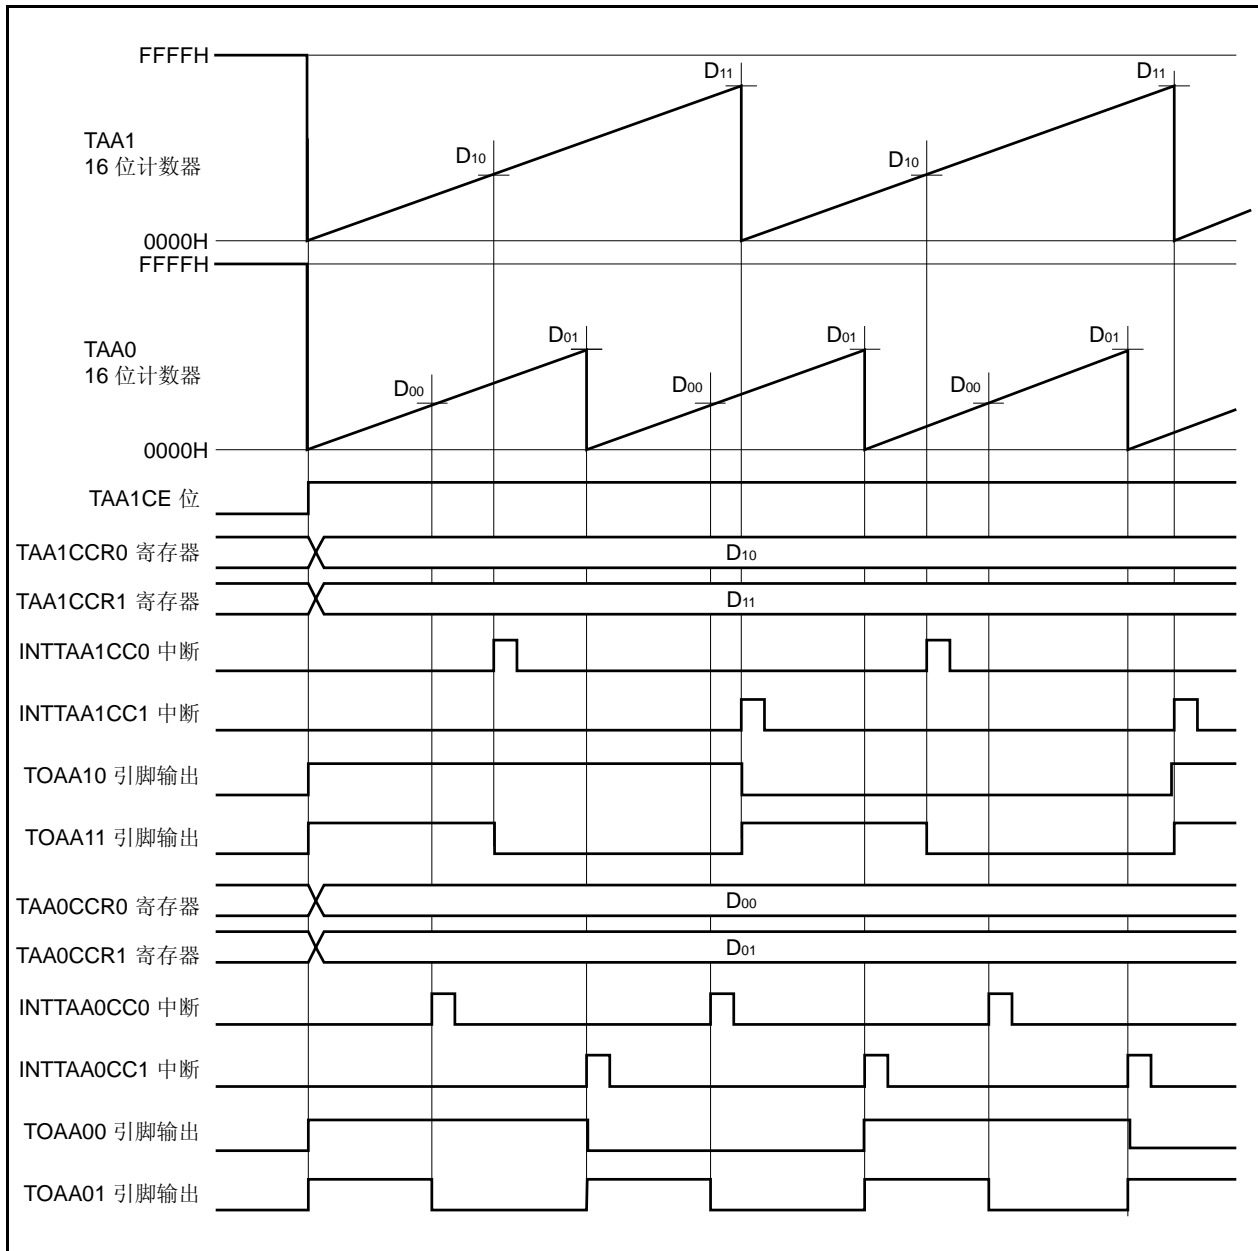 FFFFH
D11
D11
TAA1
16 位计数器
D10
D10
0000H
FFFFH
D01
D01
D01
TAA0
16 位计数器
D00
D00
D00
0000H
TAA1CE 位
TAA1CCR0 寄存器
D10
TAA1CCR1 寄存器
D11
INTTAA1CC0 中断
INTTAA1CC1 中断
TOAA10 引脚输出
TOAA11 引脚输出
TAA0CCR0 寄存器
D00
TAA0CCR1 寄存器
D01
INTTAA0CC0 中断
INTTAA0CC1 中断
TOAA00 引脚输出
TOAA01 引脚输出